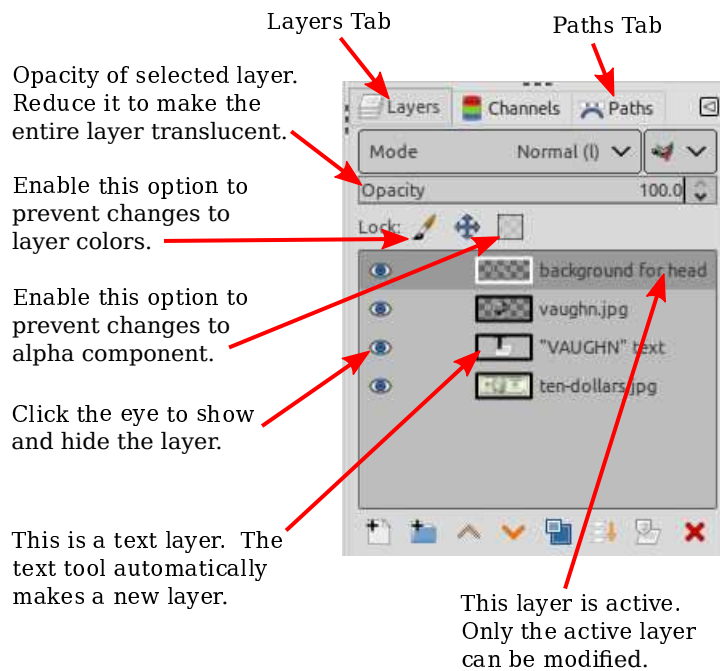 Layers Tab
Paths Tab
Opacity of selected layer.
Reduce it to make the
entire layer translucent.
Enable this option to
prevent changes to
layer colors.
Enable this option to
prevent changes to
alpha component.
Click the eye to show
and hide the layer.
This is a text layer.  The
text tool automatically
makes a new layer.
Layers
Channels
Paths
Mode
Normal (l)
Opacity
100.0
Lock:
background for head
vaughn.jpg
"VAUGHN" text
ten-dollars.jpg
This layer is active.
Only the active layer
can be modified.